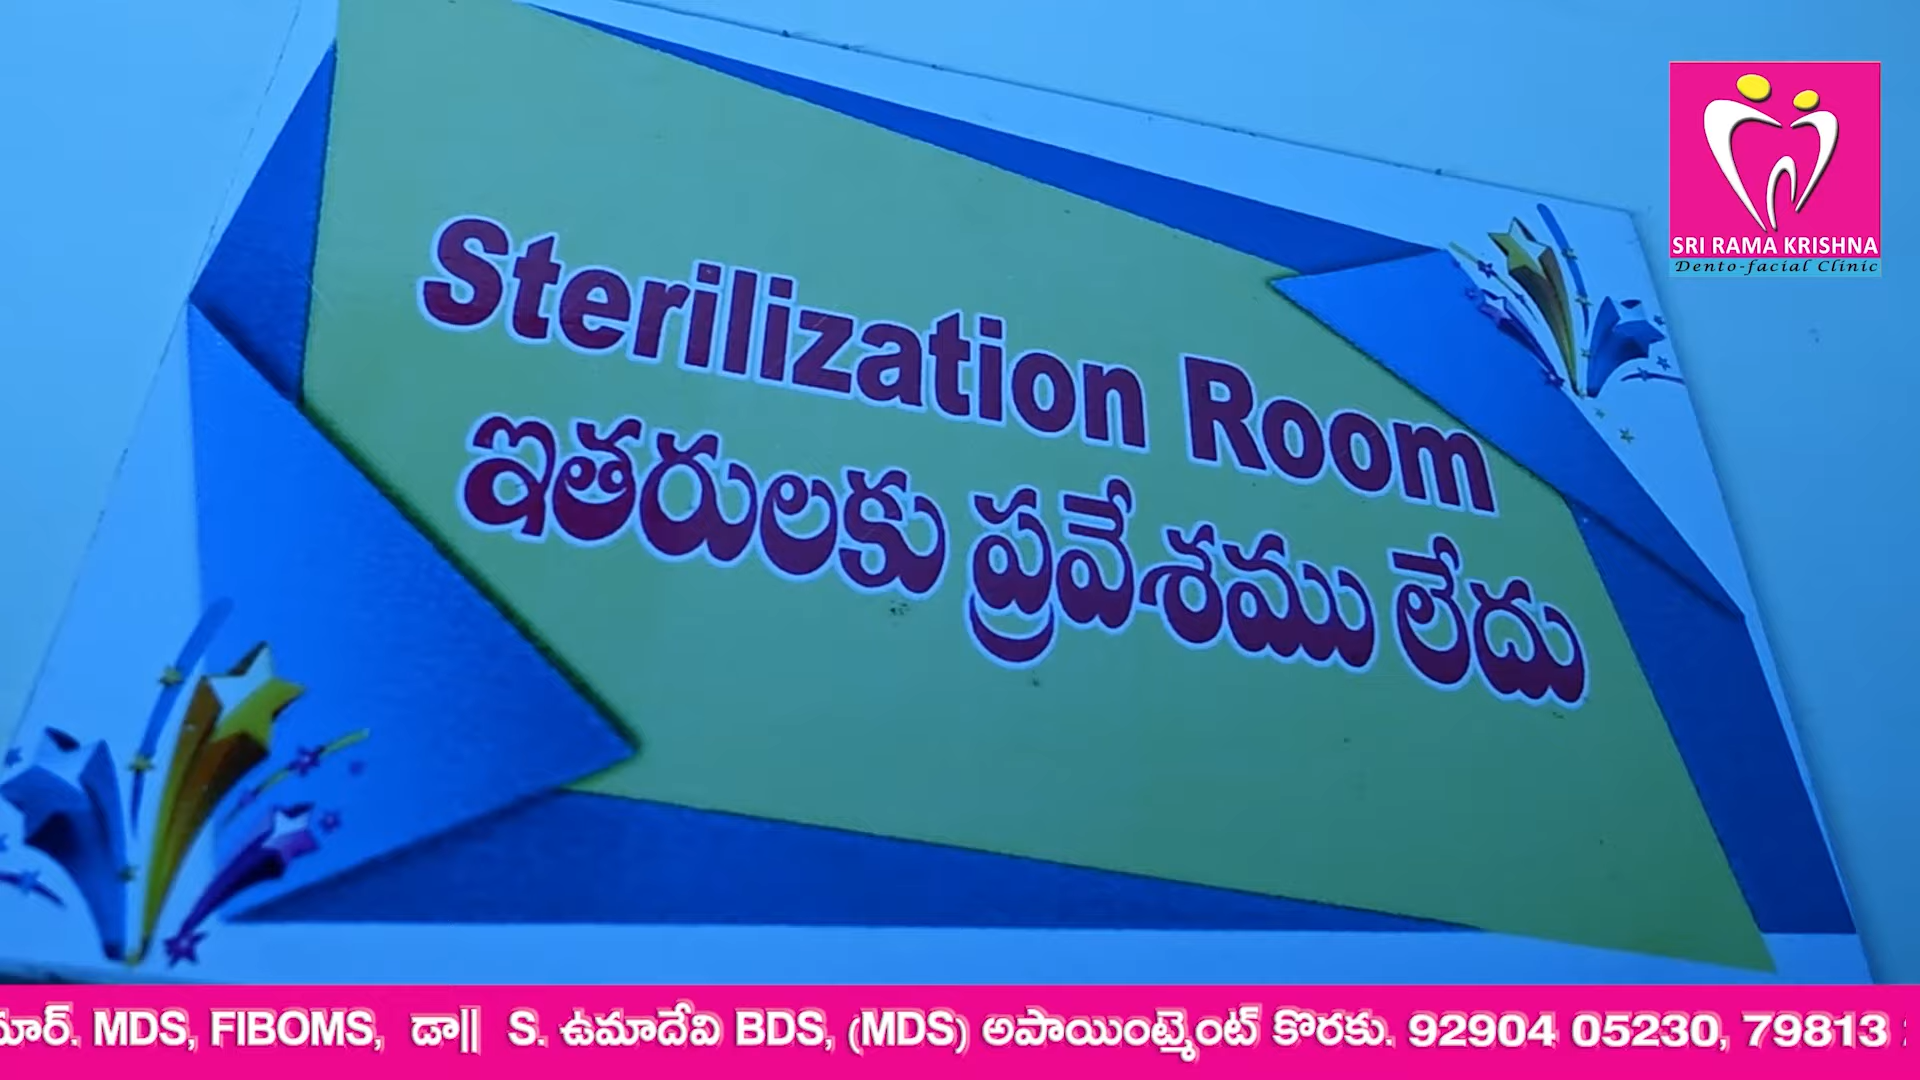 SRI RAMA KRISHNA
Dento-facial Clinic
Sterilization Room
ఇతరులకు ప్రవేశము లేదు
MDS, FIBOMS, డా|| S. ఉమాదేవి BDS, (MDS) అపాయింట్మెంట్ కొరకు. 92904 05230, 79813